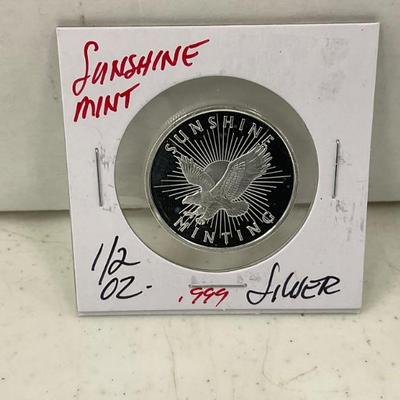 SUNSHINE
MINT
SUNSHINE
MINTING
1/2
OZ.
.999 SILVER